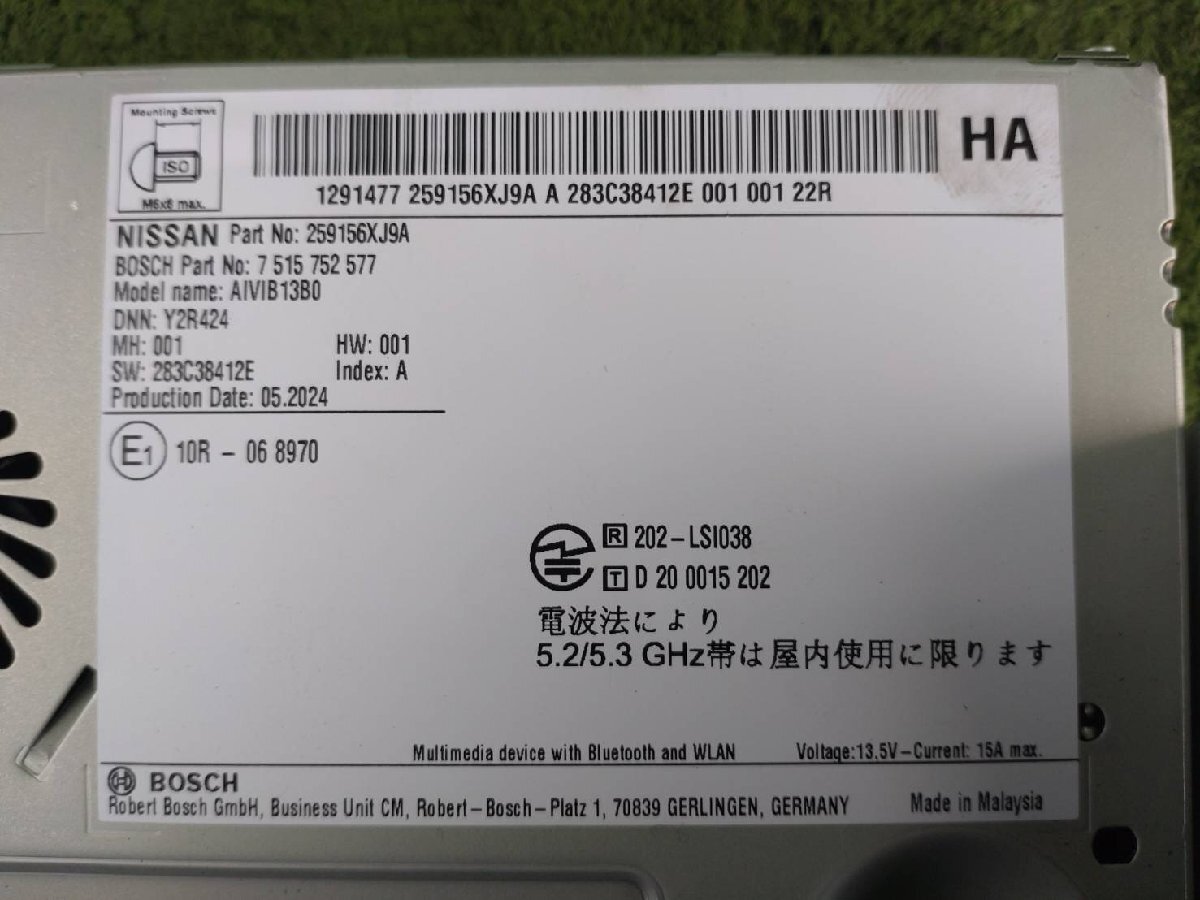 Mounting Screws
ISO
M6x8 max.
HA
1291477 259156XJ9A A 283C38412E 001 001 22R
NISSAN Part No: 259156XJ9A
BOSCH Part No: 7 515 752 577
Model name: AIVIB13B0
DNN: Y2R424
MH: 001 HW: 001
SW: 283C38412E Index: A
Production Date: 05.2024
E1 10R - 06 8970
R 202-LSI038
T D 20 0015 202
電波法により
5.2/5.3 GHz帯は屋内使用に限ります
Multimedia device with Bluetooth and WLAN Voltage:13.5V-Current: 15A max.
BOSCH
Robert Bosch GmbH, Business Unit CM, Robert-Bosch-Platz 1, 70839 GERLINGEN, GERMANY Made in Malaysia